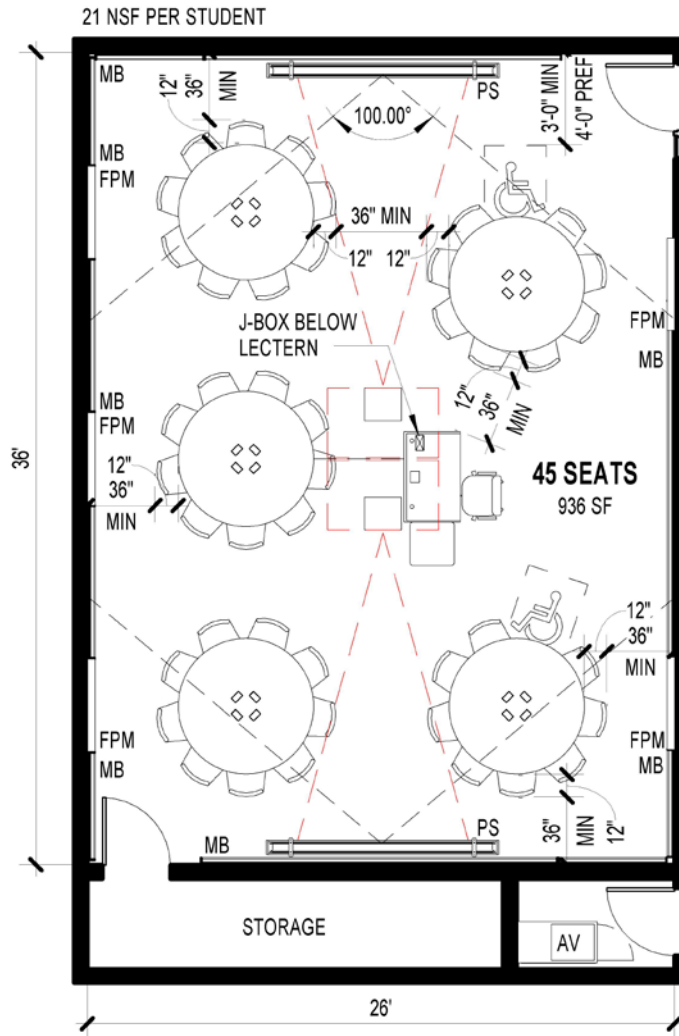 21 NSF PER STUDENT
MB
12"
36"
MIN
PS
100.00°
3'-0" MIN
4'-0" PREF
MB
FPM
36" MIN
12"
12"
FPM
MB
J-BOX BELOW
LECTERN
12"
36"
MIN
MB
FPM
12"
36"
MIN
36'
45 SEATS
936 SF
12"
36"
MIN
FPM
MB
FPM
MB
MB
PS
36"
MIN
12"
STORAGE
AV
26'